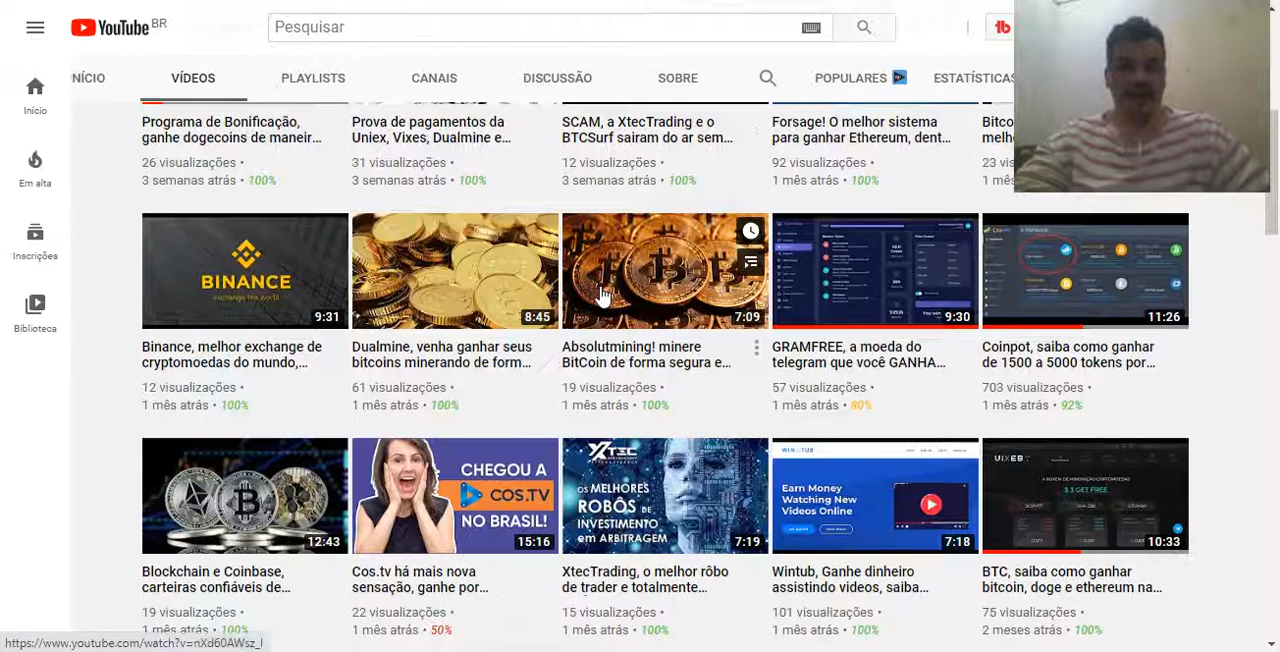 YouTube BR
Pesquisar
INÍCIO VÍDEOS PLAYLISTS CANAIS DISCUSSÃO SOBRE POPULARES ESTATÍSTICAS
Início
Em alta
Inscrições
Biblioteca
Programa de Bonificação,
ganhe dogecoins de maneir...
26 visualizações •
3 semanas atrás • 100%
Prova de pagamentos da
Uniex, Vixes, Dualmine e...
31 visualizações •
3 semanas atrás • 100%
SCAM, a XtecTrading e o
BTCSurf sairam do ar sem...
12 visualizações •
3 semanas atrás • 100%
Forsage! O melhor sistema
para ganhar Ethereum, dent...
92 visualizações •
1 mês atrás • 100%
BINANCE
exchange the world
9:31
8:45
7:09
9:30
11:26
Binance, melhor exchange de
cryptomoedas do mundo,...
12 visualizações •
1 mês atrás • 100%
Dualmine, venha ganhar seus
bitcoins minerando de form...
61 visualizações •
1 mês atrás • 100%
Absolutmining! minere
BitCoin de forma segura e...
19 visualizações •
1 mês atrás • 100%
GRAMFREE, a moeda do
telegram que você GANHA...
57 visualizações •
1 mês atrás • 80%
Coinpot, saiba como ganhar
de 1500 a 5000 tokens por...
703 visualizações •
1 mês atrás • 92%
12:43
CHEGOU A
COS.TV
NO BRASIL!
15:16
XTEC
OS MELHORES
ROBÔS DE
INVESTIMENTO
em ARBITRAGEM
7:19
Earn Money
Watching New
Videos Online
7:18
VIXES
$ 3 GET FREE
10:33
Blockchain e Coinbase,
carteiras confiáveis de...
19 visualizações •
1 mês atrás • 100%
Cos.tv há mais nova
sensação, ganhe por...
22 visualizações •
1 mês atrás • 50%
XtecTrading, o melhor rôbo
de trader e totalmente...
15 visualizações •
1 mês atrás • 100%
Wintub, Ganhe dinheiro
assistindo videos, saiba...
101 visualizações •
1 mês atrás • 100%
BTC, saiba como ganhar
bitcoin, doge e ethereum na...
75 visualizações •
2 meses atrás • 100%
https://www.youtube.com/watch?v=nXd60AWsz_I